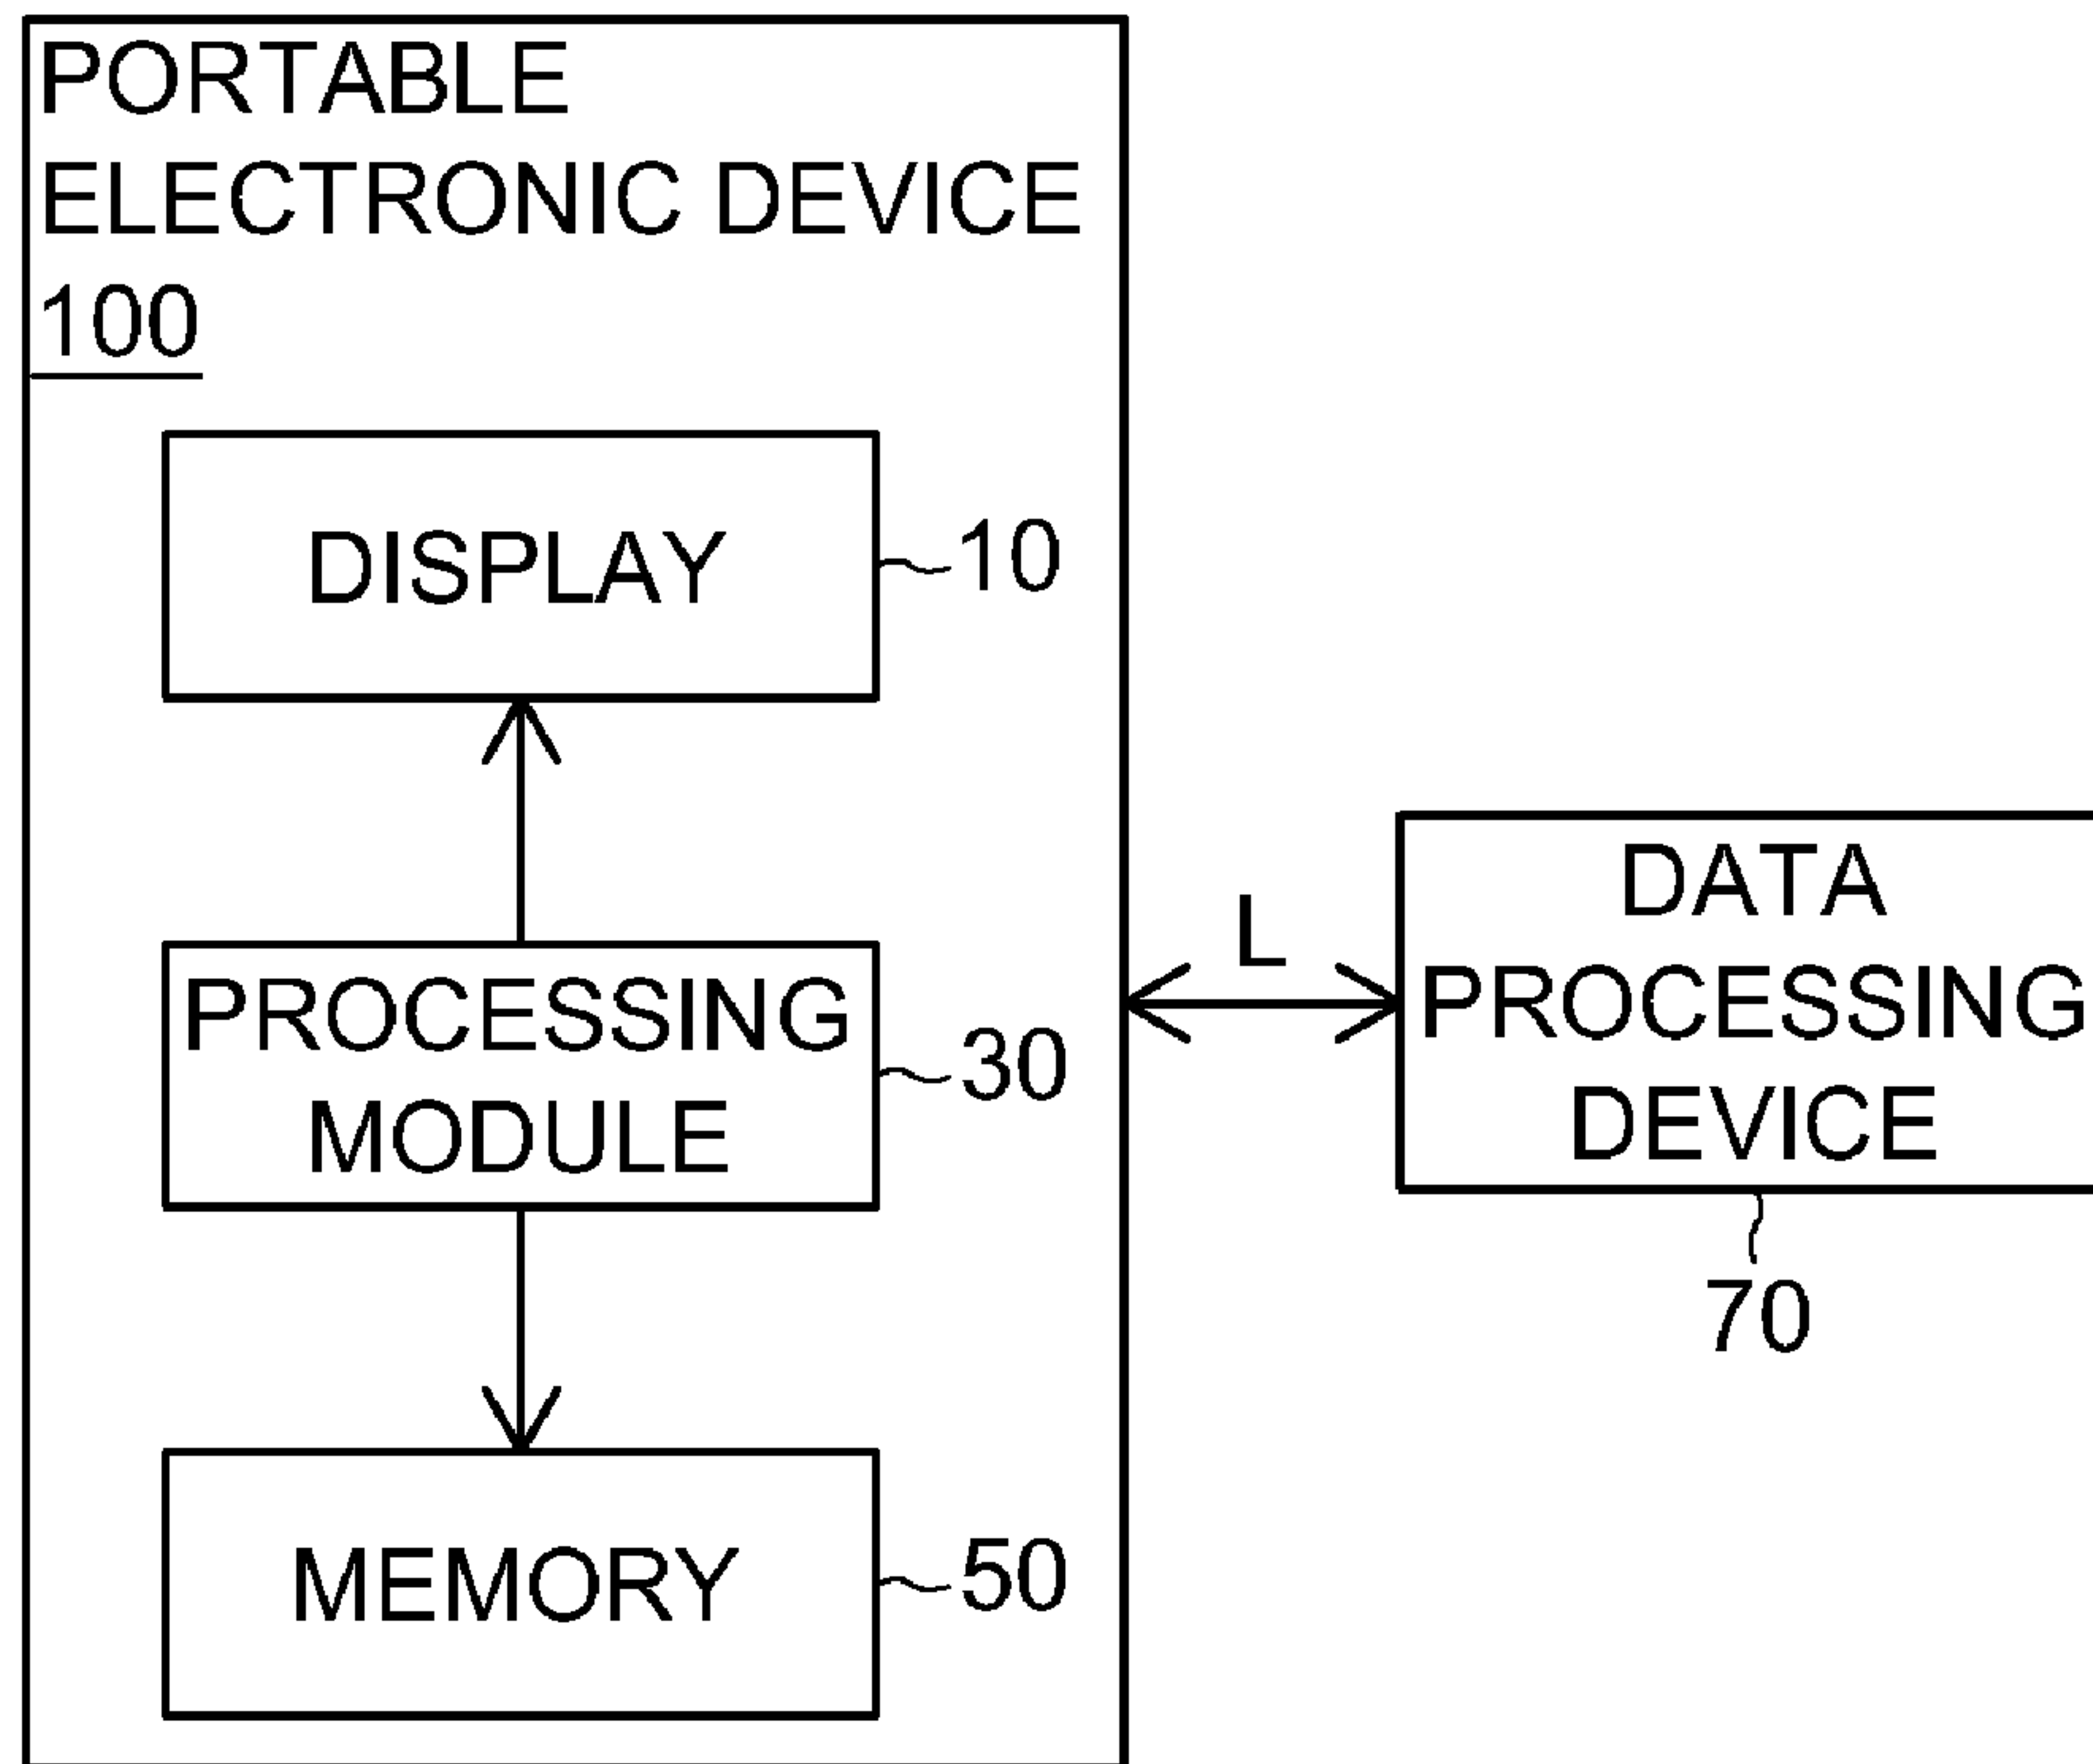 PORTABLE
ELECTRONIC DEVICE
100
DISPLAY
10
PROCESSING
MODULE
30
MEMORY
50
L
DATA
PROCESSING
DEVICE
70